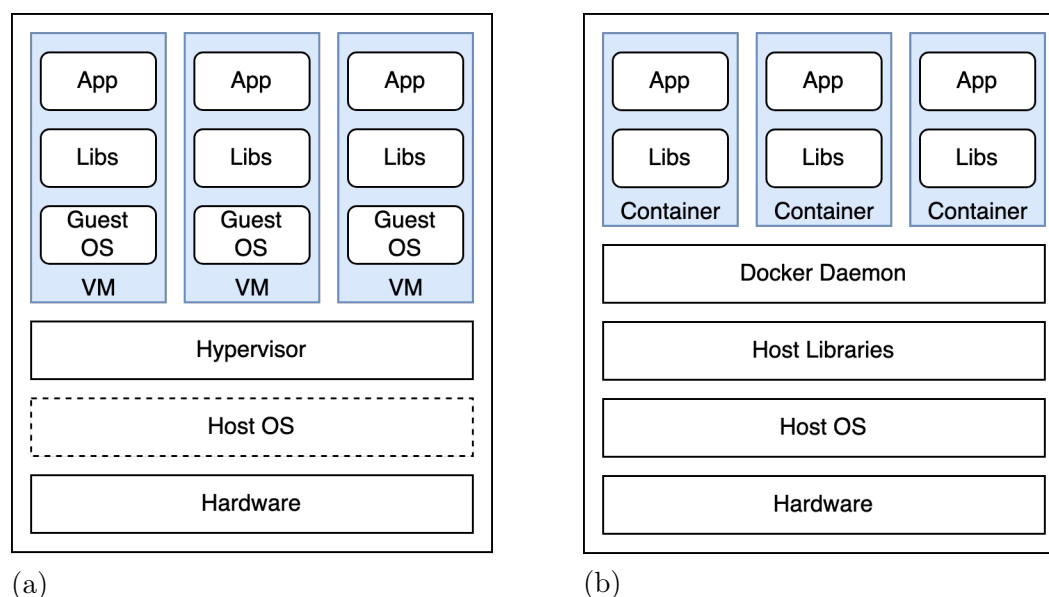 App App App
Libs Libs Libs
Guest Guest Guest
OS OS OS
VM VM VM
Hypervisor
Host OS
Hardware
(a)
App App App
Libs Libs Libs
Container Container Container
Docker Daemon
Host Libraries
Host OS
Hardware
(b)